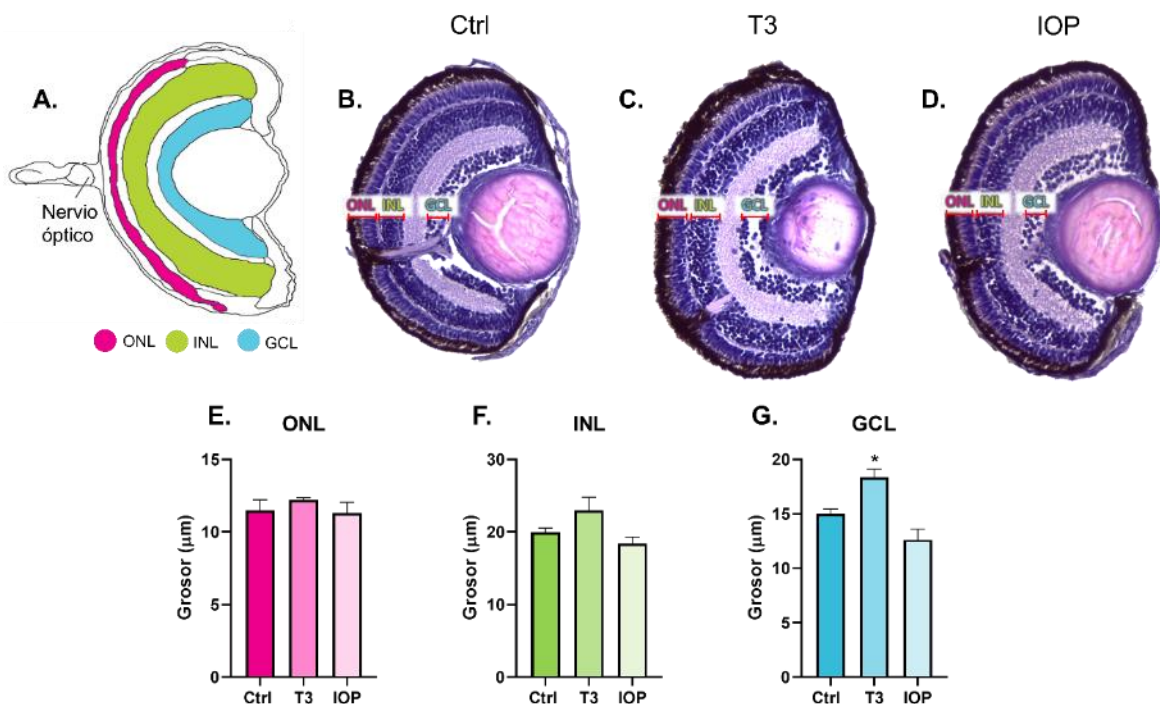 Ctrl
T3
IOP
A.
B.
C.
D.
Nervio
óptico
ONL INL GCL
ONL INL GCL
ONL INL GCL
ONL INL GCL
E.
ONL
Grosor (μm)
15
10
5
0
Ctrl T3 IOP
F.
INL
Grosor (μm)
30
20
10
0
Ctrl T3 IOP
G.
GCL
Grosor (μm)
20
15
10
5
0
*
Ctrl T3 IOP